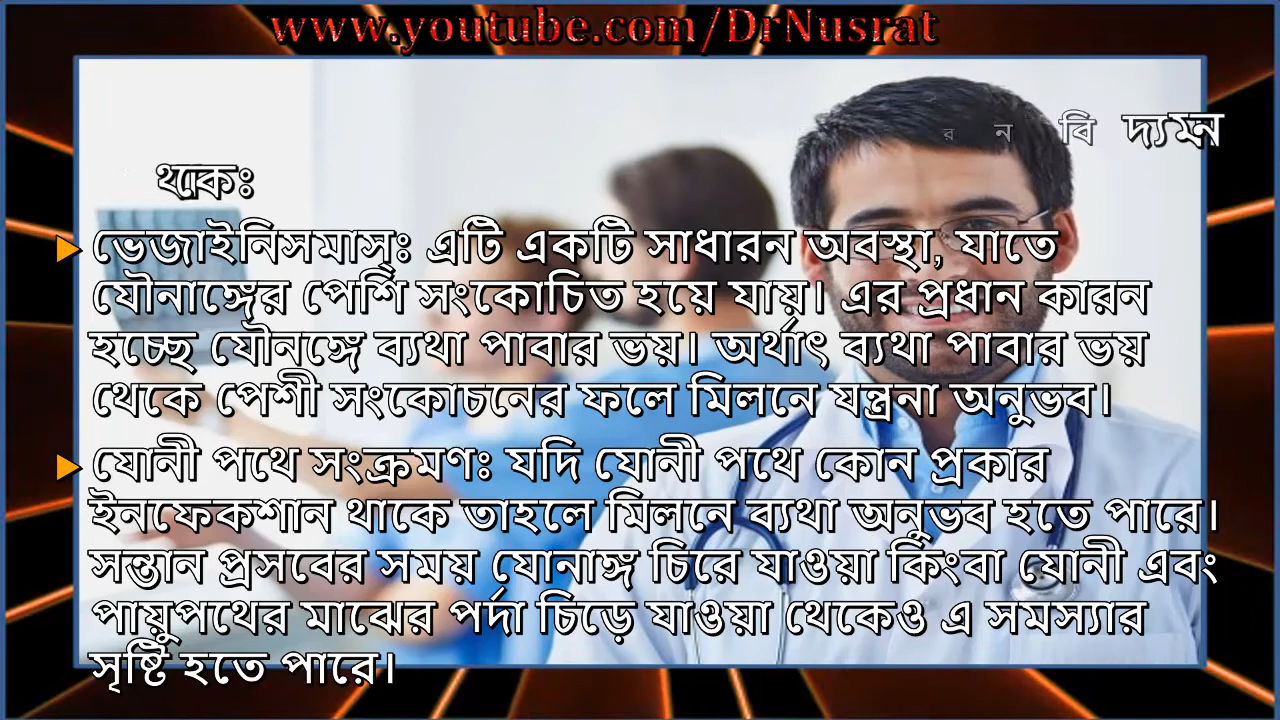 www.youtube.com/DrNusrat
থাকেঃ
ভেজাইনিসমাস্ঃ এটি একটি সাধারন অবস্থা, যাতে
যৌনাঙ্গের পেশি সংকোচিত হয়ে যায়। এর প্রধান কারন
হচ্ছে যৌনঙ্গে ব্যথা পাবার ভয়। অর্থাৎ ব্যথা পাবার ভয়
থেকে পেশী সংকোচনের ফলে মিলনে যন্ত্রনা অনুভব।
যোনী পথে সংক্রমণঃ যদি যোনী পথে কোন প্রকার
ইনফেকশান থাকে তাহলে মিলনে ব্যথা অনুভব হতে পারে।
সন্তান প্রসবের সময় যোনাঙ্গ চিরে যাওয়া কিংবা যোনী এবং
পায়ুপথের মাঝের পর্দা চিড়ে যাওয়া থেকেও এ সমস্যার
সৃষ্টি হতে পারে।